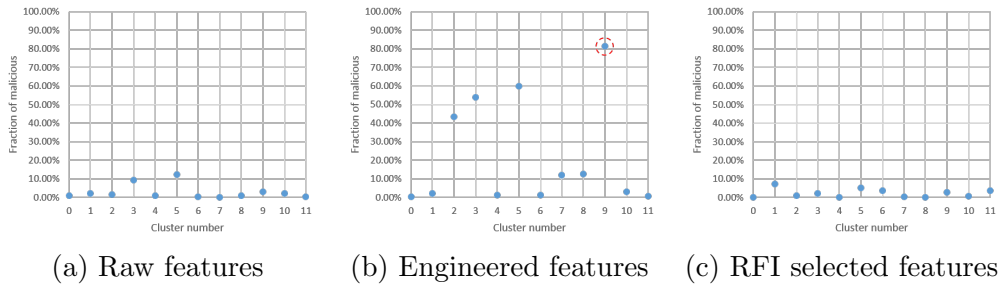 100.00%
90.00%
80.00%
70.00%
60.00%
50.00%
40.00%
30.00%
20.00%
10.00%
0.00%
Fraction of malicious
0 1 2 3 4 5 6 7 8 9 10 11
Cluster number
(a) Raw features
100.00%
90.00%
80.00%
70.00%
60.00%
50.00%
40.00%
30.00%
20.00%
10.00%
0.00%
Fraction of malicious
0 1 2 3 4 5 6 7 8 9 10 11
Cluster number
(b) Engineered features
100.00%
90.00%
80.00%
70.00%
60.00%
50.00%
40.00%
30.00%
20.00%
10.00%
0.00%
Fraction of malicious
0 1 2 3 4 5 6 7 8 9 10 11
Cluster number
(c) RFI selected features